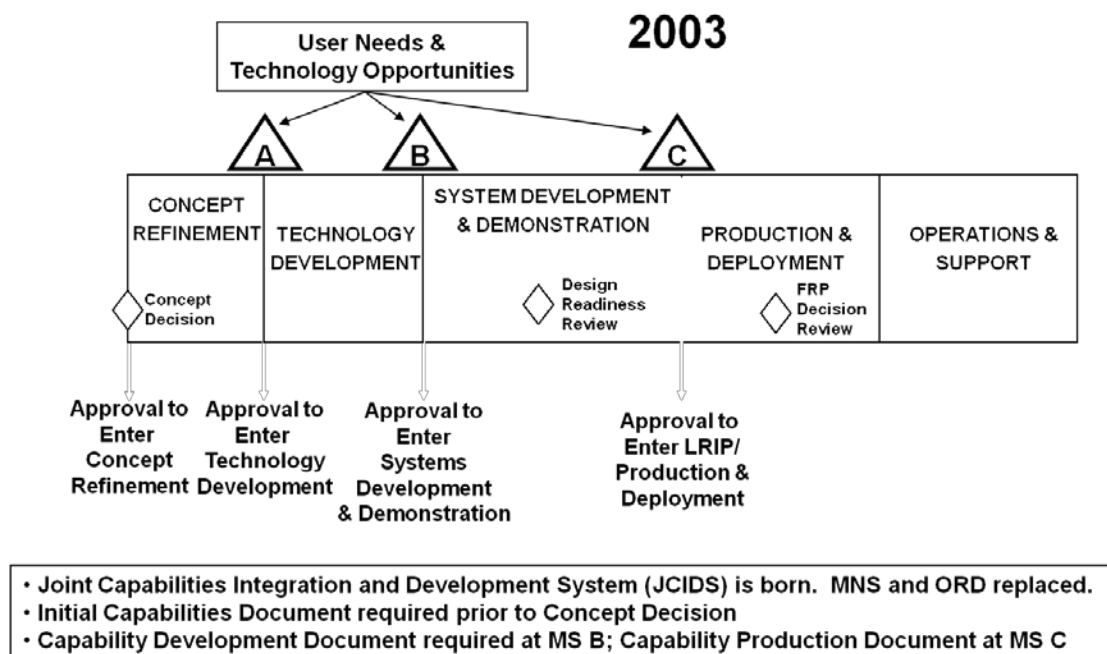 2003
User Needs &
Technology Opportunities
A
B
C
CONCEPT
REFINEMENT
TECHNOLOGY
DEVELOPMENT
SYSTEM DEVELOPMENT
& DEMONSTRATION
PRODUCTION &
DEPLOYMENT
OPERATIONS &
SUPPORT
Concept
Decision
Design
Readiness
Review
FRP
Decision
Review
Approval to
Enter
Concept
Refinement
Approval to
Enter
Technology
Development
Approval to
Enter
Systems
Development
& Demonstration
Approval to
Enter LRIP/
Production &
Deployment
• Joint Capabilities Integration and Development System (JCIDS) is born.  MNS and ORD replaced.
• Initial Capabilities Document required prior to Concept Decision
• Capability Development Document required at MS B; Capability Production Document at MS C